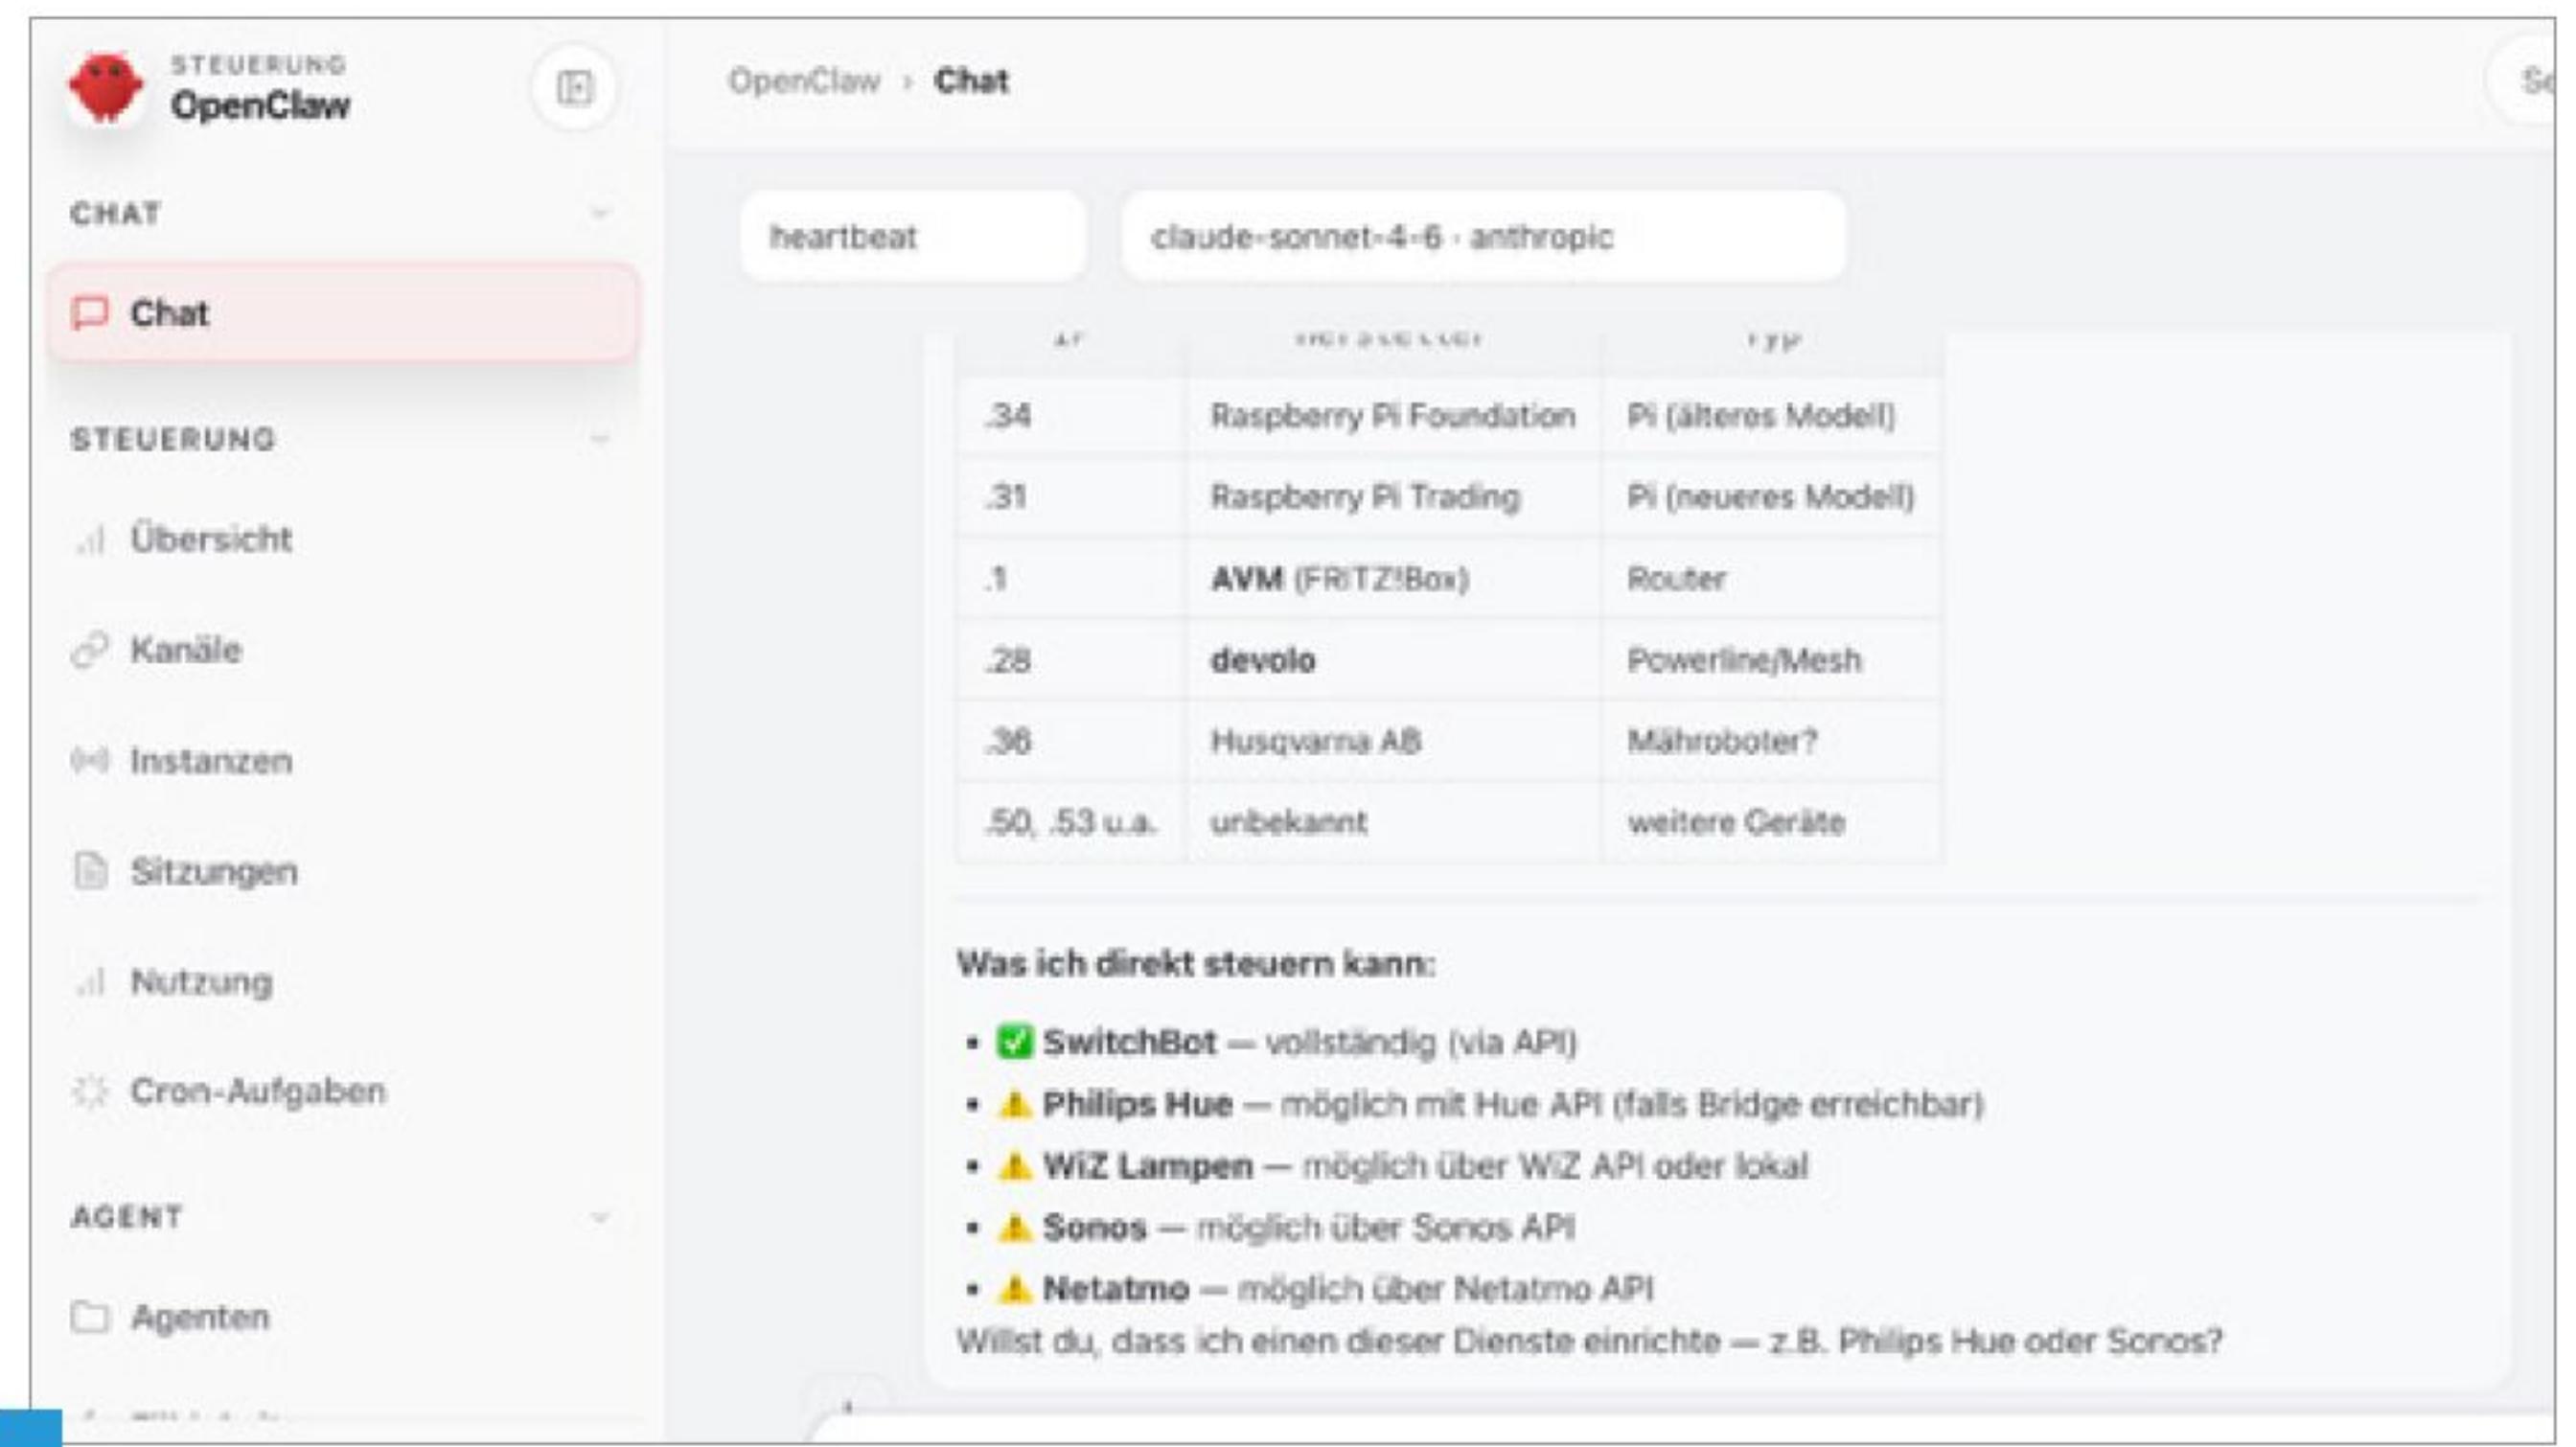 STEUERUNG
OpenClaw
CHAT
Chat
STEUERUNG
Übersicht
Kanäle
Instanzen
Sitzungen
Nutzung
Cron-Aufgaben
AGENT
Agenten
OpenClaw › Chat
heartbeat claude-sonnet-4-6 · anthropic
IP Hersteller Typ
.34 Raspberry Pi Foundation Pi (älteres Modell)
.31 Raspberry Pi Trading Pi (neueres Modell)
.1 AVM (FRITZ!Box) Router
.28 devolo Powerline/Mesh
.36 Husqvarna AB Mähroboter?
.50, .53 u.a. unbekannt weitere Geräte
Was ich direkt steuern kann:
• ✅ SwitchBot — vollständig (via API)
• ⚠️ Philips Hue — möglich mit Hue API (falls Bridge erreichbar)
• ⚠️ WiZ Lampen — möglich über WiZ API oder lokal
• ⚠️ Sonos — möglich über Sonos API
• ⚠️ Netatmo — möglich über Netatmo API
Willst du, dass ich einen dieser Dienste einrichte — z.B. Philips Hue oder Sonos?